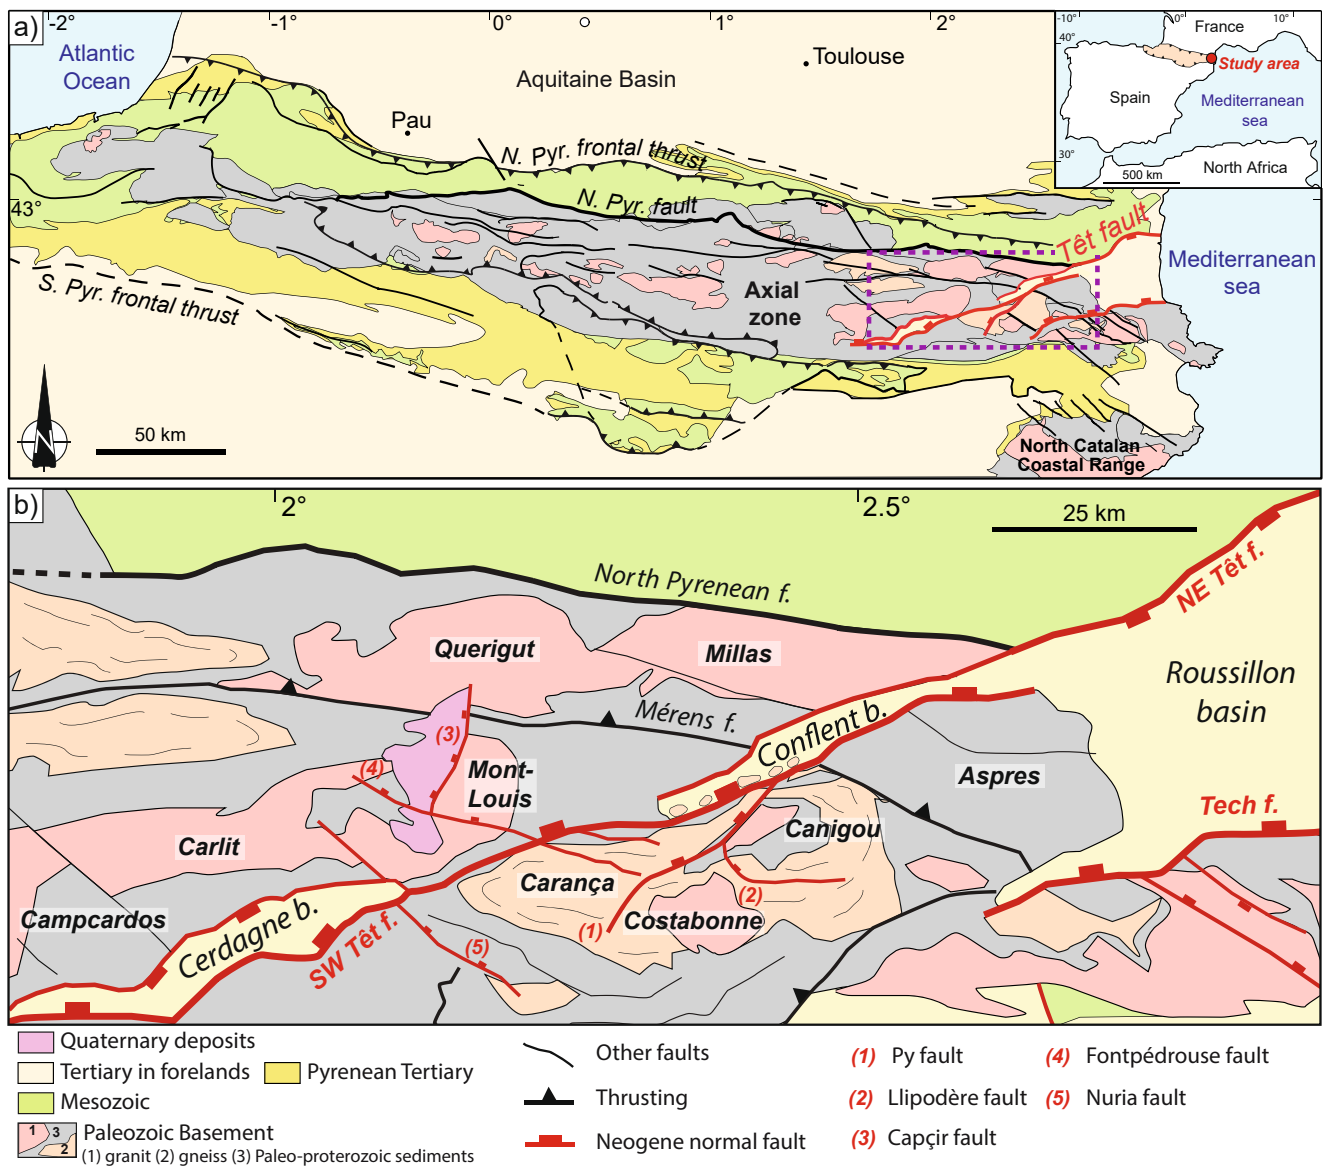 a)
-2°
-1°
0°
1°
2°
Atlantic
Ocean
Aquitaine Basin
Toulouse
Pau
N. Pyr. frontal thrust
N. Pyr. fault
43°
S. Pyr. frontal thrust
Axial
zone
Têt fault
Mediterranean
sea
50 km
N
North Catalan
Coastal Range
-10°
0°
10°
40°
30°
France
Study area
Spain
Mediterranean
sea
North Africa
500 km
b)
2°
2.5°
25 km
North Pyrenean f.
NE Têt f.
Querigut
Millas
Roussillon
basin
Mérens f.
Conflent b.
(3)
(4)
Mont-
Louis
Aspres
Tech f.
Carlit
Canigou
Carança
(2)
Campcardos
Cerdagne b.
SW Têt f.
Costabonne
(1)
(5)
Quaternary deposits
Tertiary in forelands
Pyrenean Tertiary
Mesozoic
1
3
2
Paleozoic Basement
(1) granit (2) gneiss (3) Paleo-proterozoic sediments
Other faults
Thrusting
Neogene normal fault
(1) Py fault
(2) Llipodère fault
(3) Capçir fault
(4) Fontpédrouse fault
(5) Nuria fault